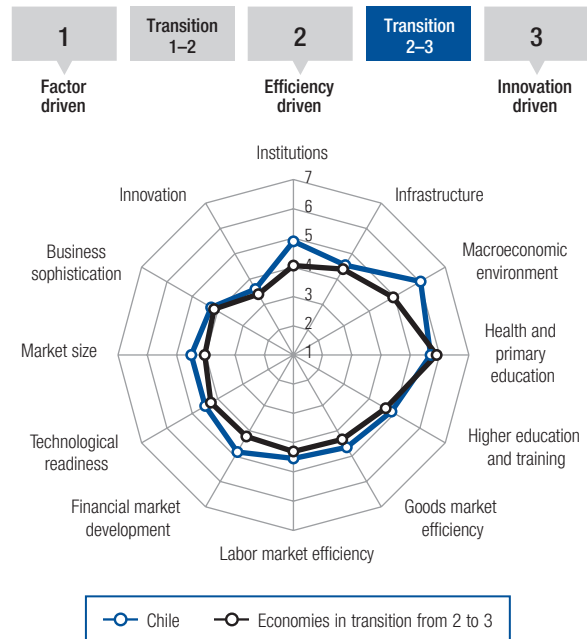 1
Transition
1–2
2
Transition
2–3
3
Factor
driven
Efficiency
driven
Innovation
driven
Institutions
7
Innovation
Infrastructure
6
5
Business
sophistication
Macroeconomic
environment
4
3
2
Market size
1
Health and
primary
education
Technological
readiness
Higher education
and training
Financial market
development
Goods market
efficiency
Labor market efficiency
Chile
Economies in transition from 2 to 3